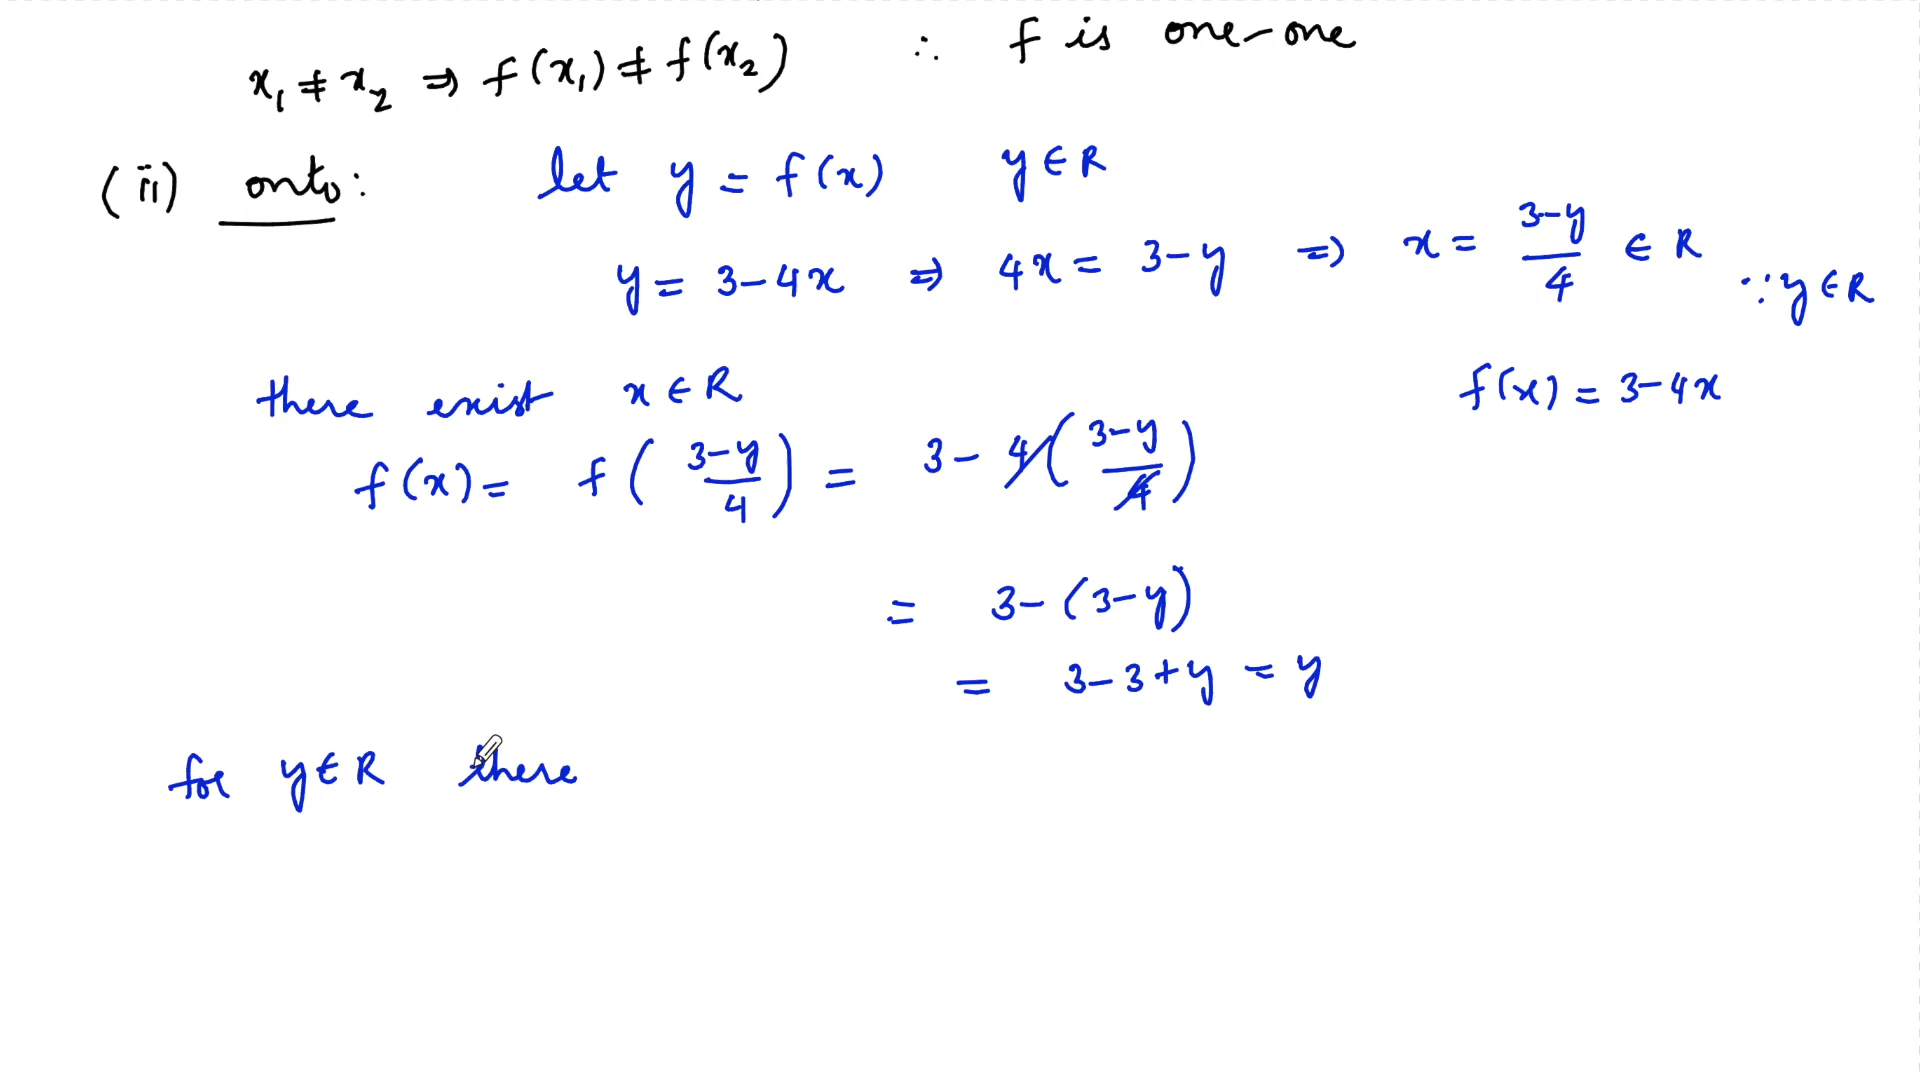 x₁ ≠ x₂ ⇒ f(x₁) ≠ f(x₂) ∴ f is one-one
(ii) onto: let y = f(x) y ∈ R
y = 3-4x ⇒ 4x = 3-y ⇒ x = (3-y)/4 ∈ R ∵ y ∈ R
there exist x ∈ R f(x) = 3-4x
f(x) = f((3-y)/4) = 3 - 4((3-y)/4)
= 3-(3-y)
= 3-3+y = y
for y ∈ R there